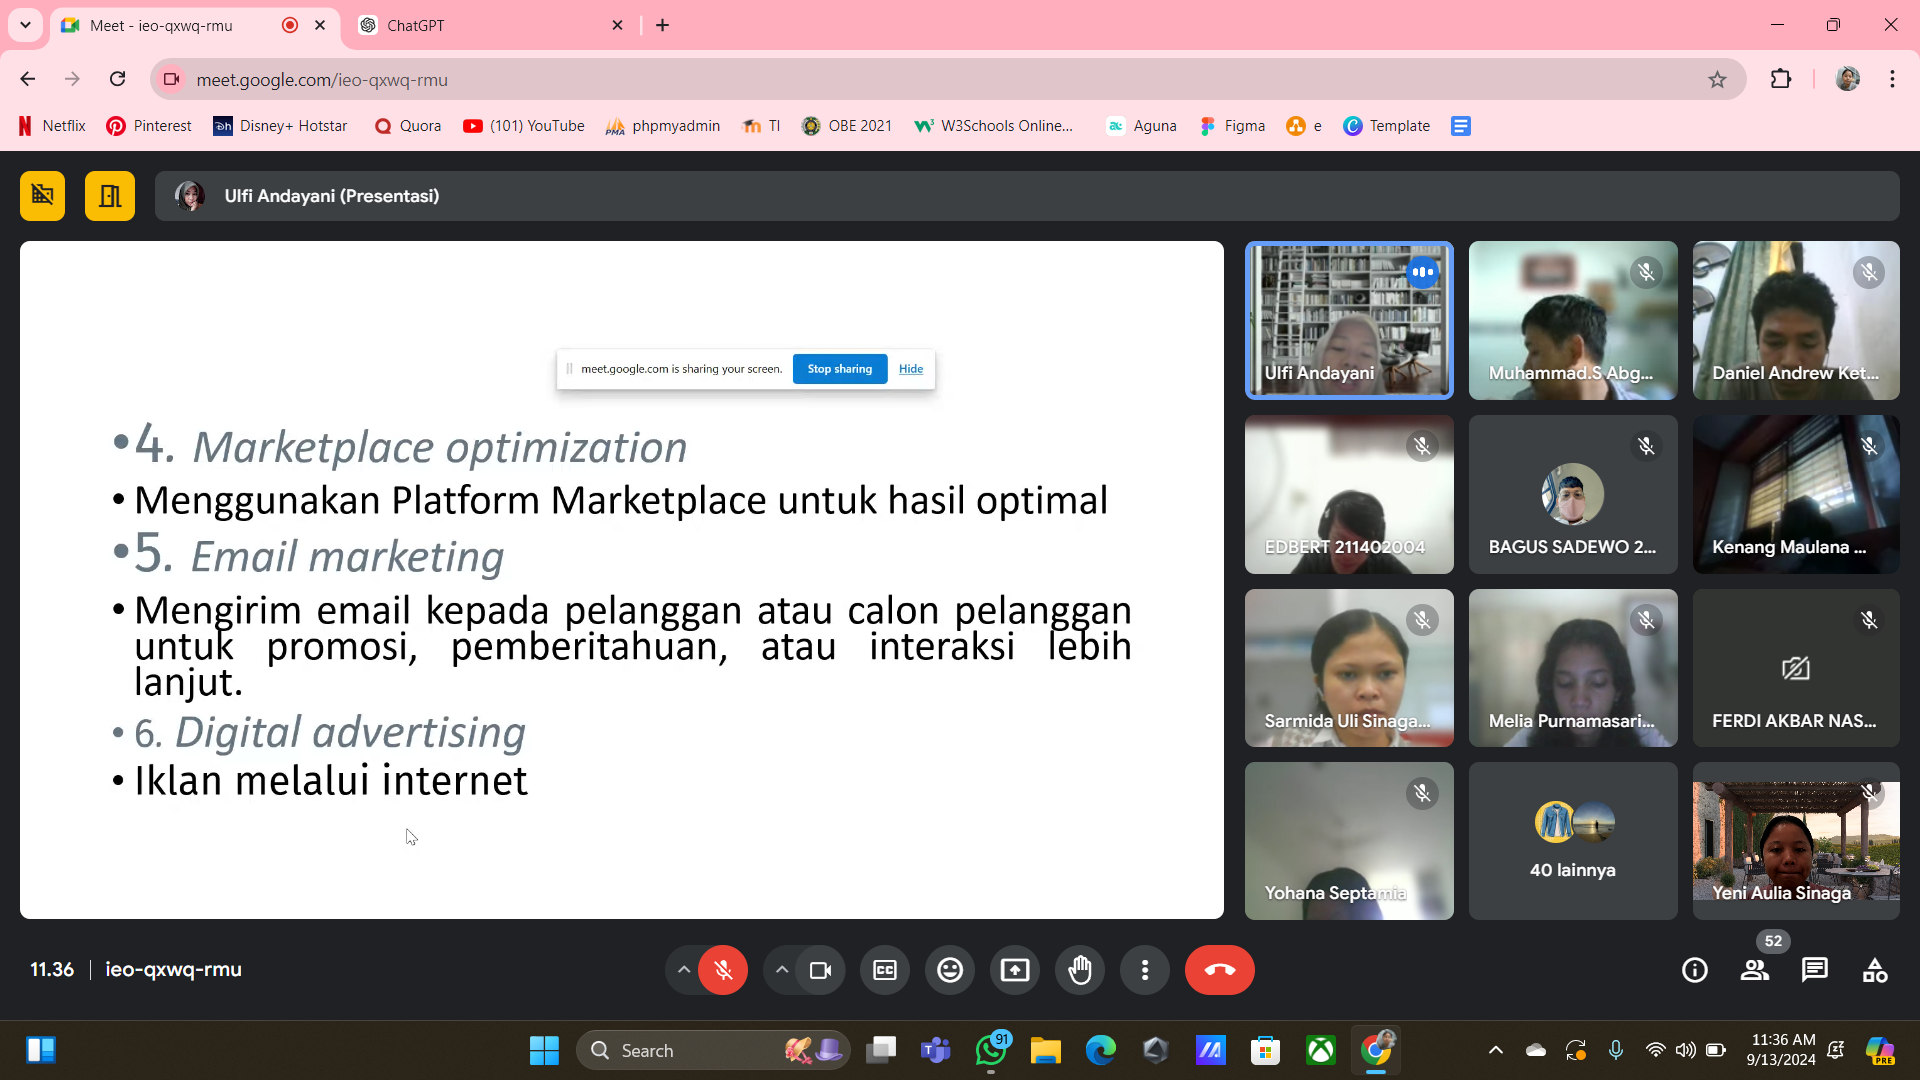 Meet - ieo-qxwq-rmu
ChatGPT
meet.google.com/ieo-qxwq-rmu
Netflix
Pinterest
Disney+ Hotstar
Quora
(101) YouTube
phpmyadmin
TI
OBE 2021
W3Schools Online...
Aguna
Figma
e
Template
Ulfi Andayani (Presentasi)
meet.google.com is sharing your screen.
Stop sharing
Hide
•4. Marketplace optimization
• Menggunakan Platform Marketplace untuk hasil optimal
•5. Email marketing
• Mengirim email kepada pelanggan atau calon pelanggan
untuk promosi, pemberitahuan, atau interaksi lebih
lanjut.
• 6. Digital advertising
• Iklan melalui internet
Ulfi Andayani
Muhammad.S Abg...
Daniel Andrew Ket...
EDBERT 211402004
BAGUS SADEWO 2...
Kenang Maulana ...
Sarmida Uli Sinaga...
Melia Purnamasari...
FERDI AKBAR NAS...
Yohana Septamia
40 lainnya
Yeni Aulia Sinaga
11.36
ieo-qxwq-rmu
52
Search
91
11:36 AM
9/13/2024
PRE